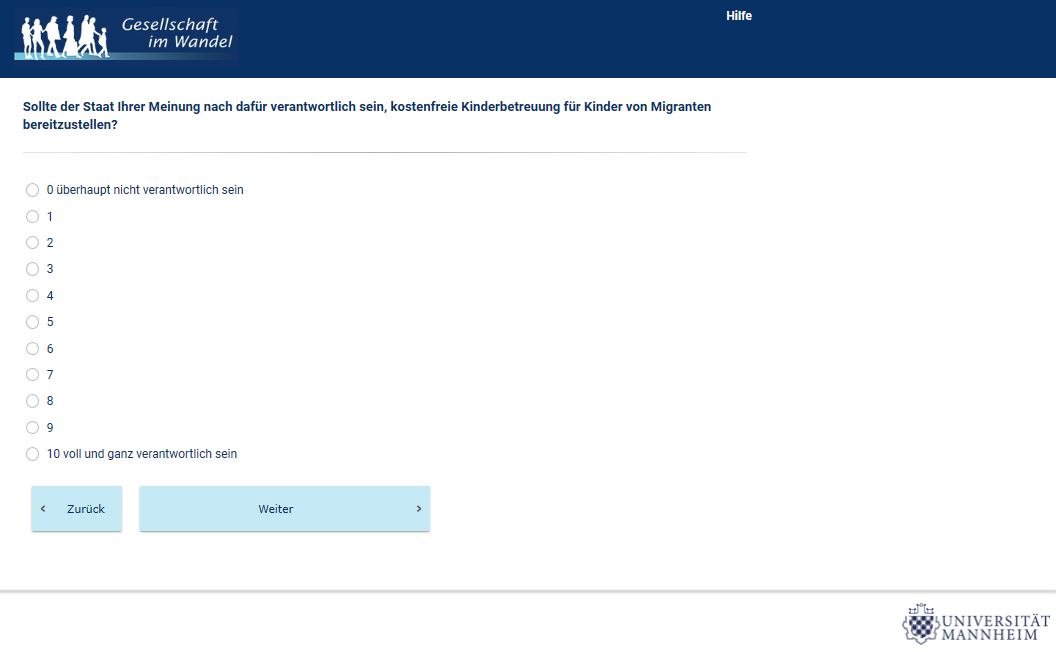 Gesellschaft
im Wandel
Hilfe
Sollte der Staat Ihrer Meinung nach dafür verantwortlich sein, kostenfreie Kinderbetreuung für Kinder von Migranten
bereitzustellen?
0 überhaupt nicht verantwortlich sein
1
2
3
4
5
6
7
8
9
10 voll und ganz verantwortlich sein
‹ Zurück
Weiter ›
UNIVERSITÄT
MANNHEIM